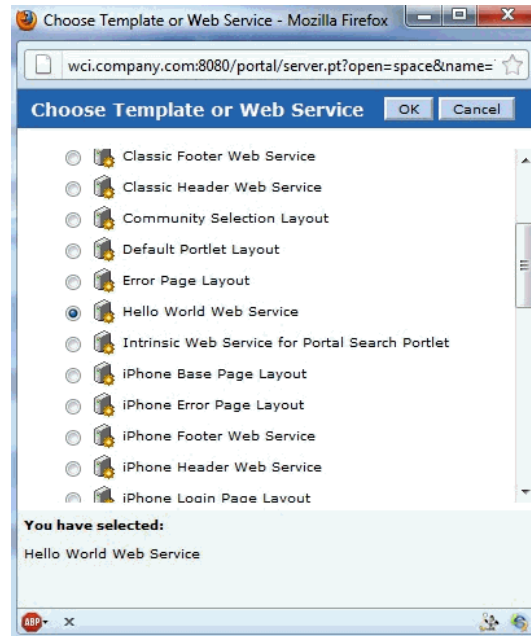 Choose Template or Web Service - Mozilla Firefox
wci.company.com:8080/portal/server.pt?open=space&name=
Choose Template or Web Service OK Cancel
Classic Footer Web Service
Classic Header Web Service
Community Selection Layout
Default Portlet Layout
Error Page Layout
Hello World Web Service
Intrinsic Web Service for Portal Search Portlet
iPhone Base Page Layout
iPhone Error Page Layout
iPhone Footer Web Service
iPhone Header Web Service
iPhone Login Page Layout
You have selected:
Hello World Web Service
ABP